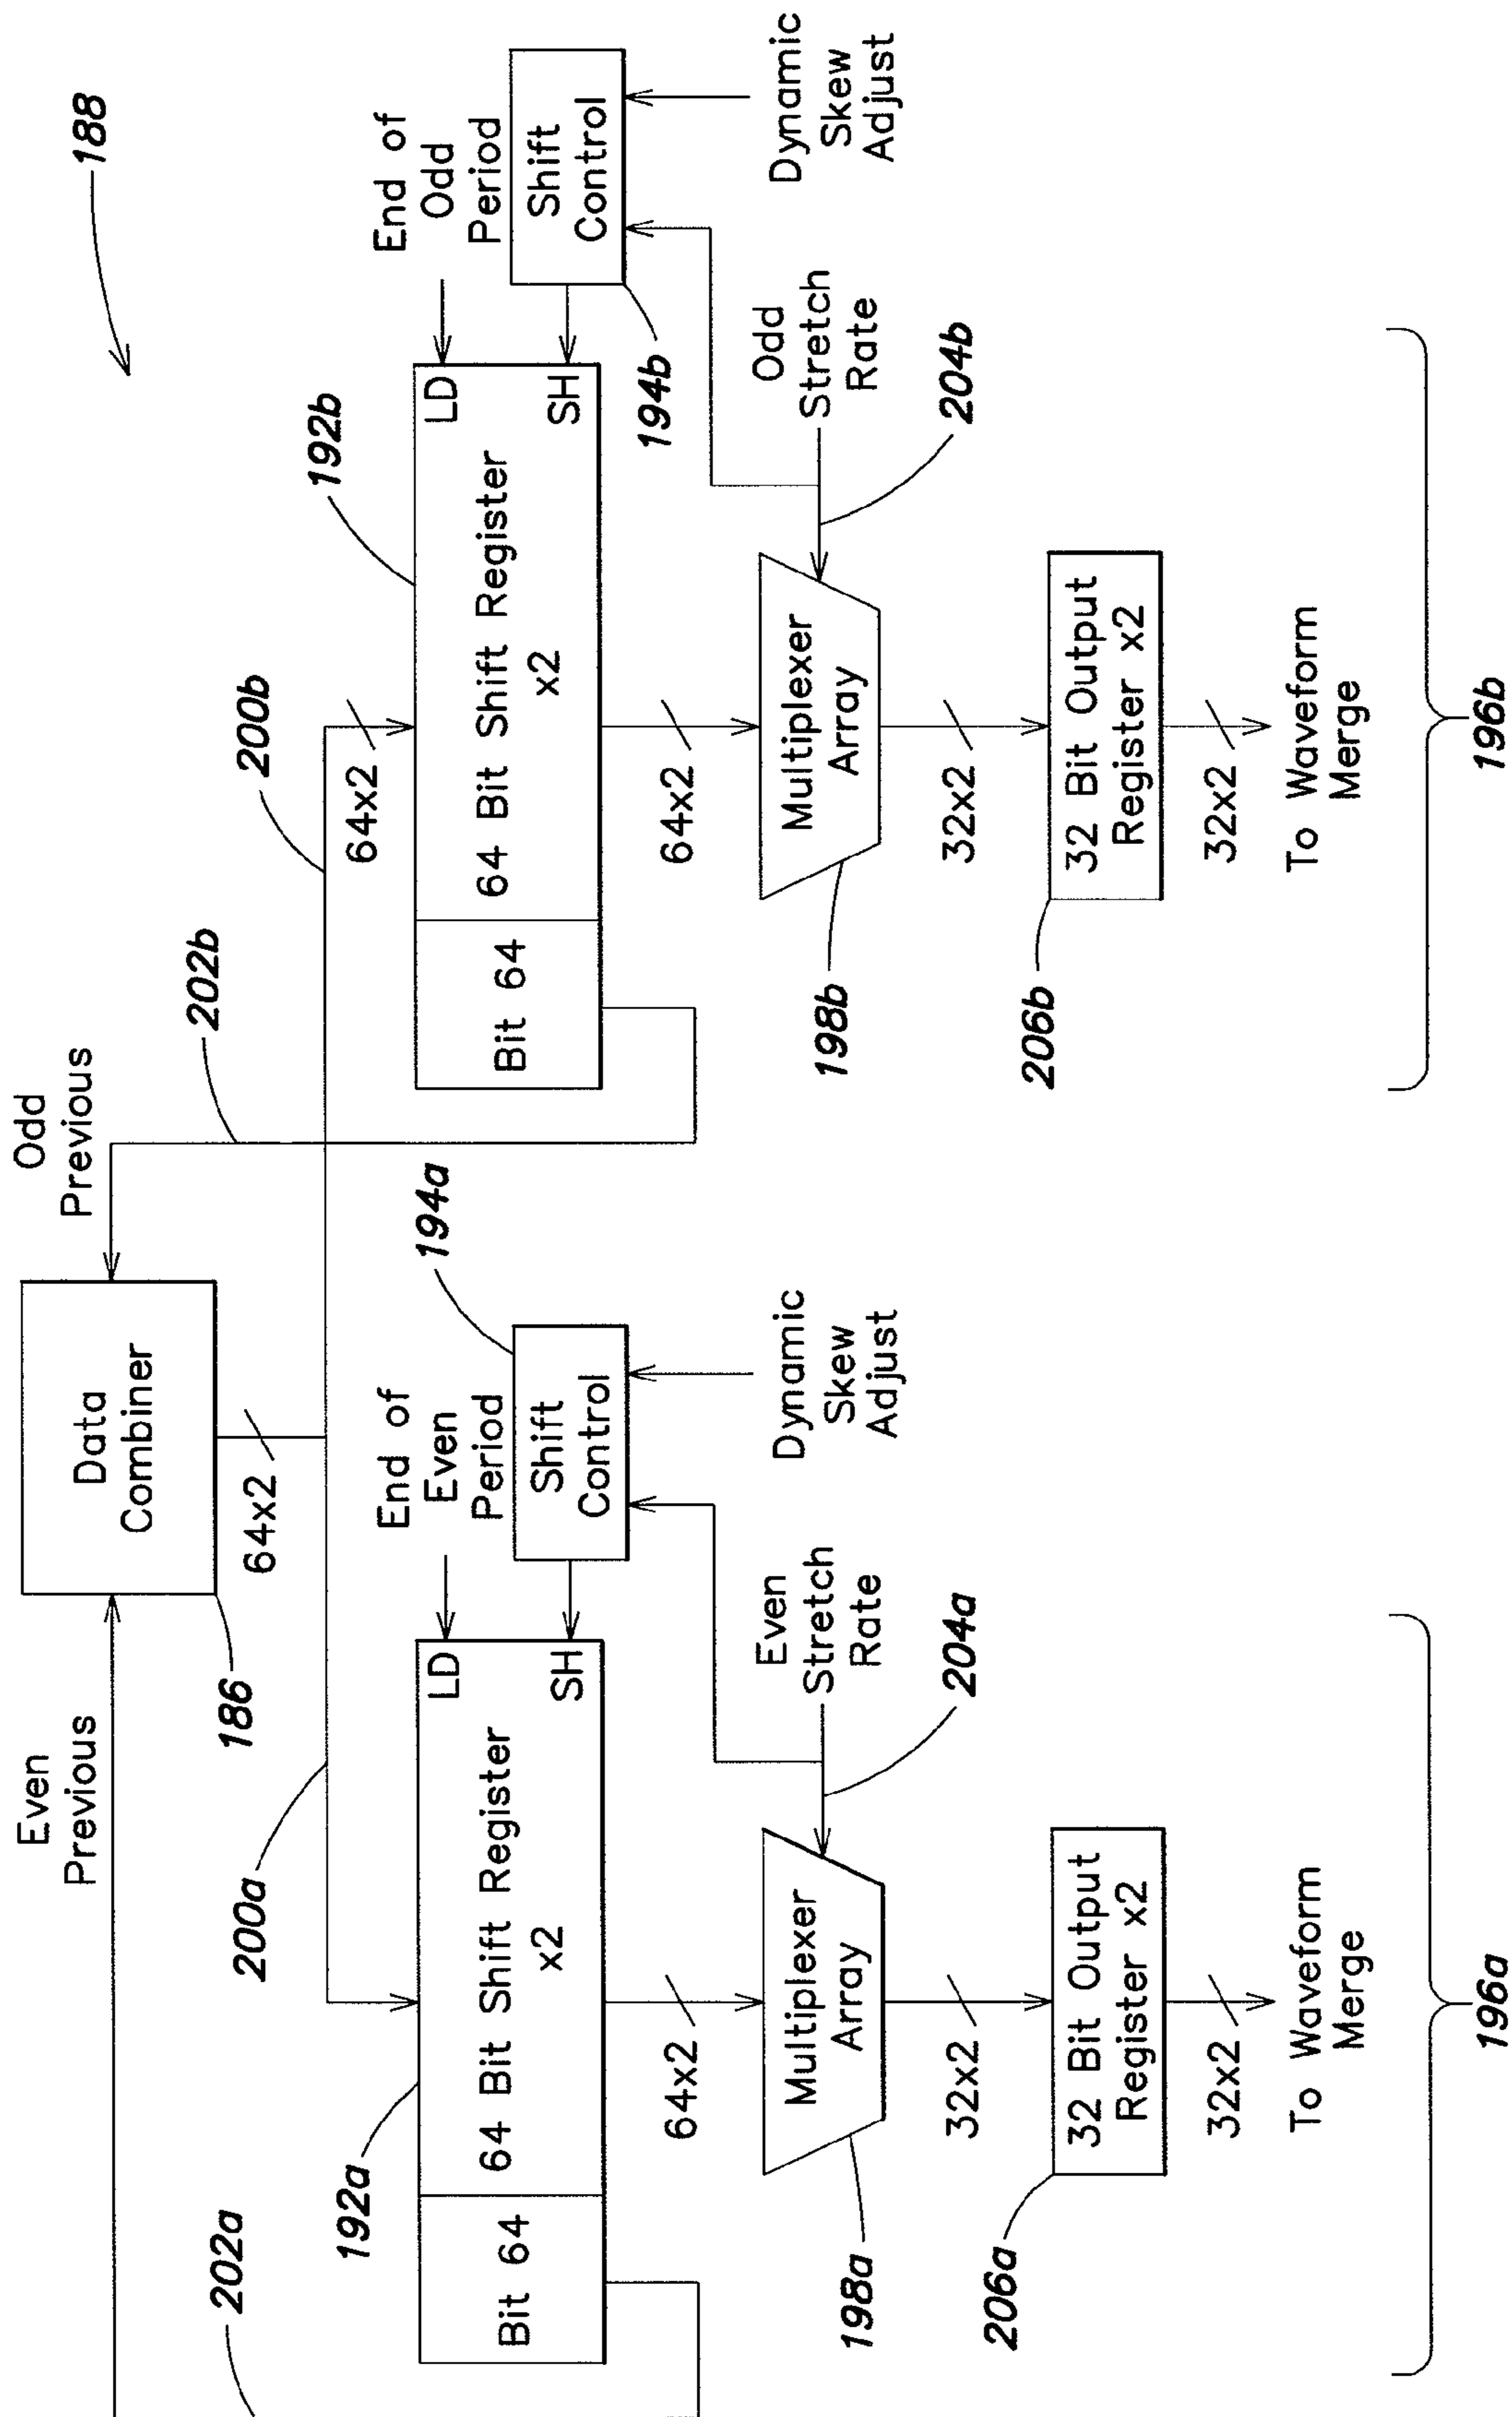 188
Even
Previous
Data
Combiner
Odd
Previous
186
64x2
202a
200a
202b
200b
192a
End of
Even
Period
194a
192b
64x2
End of
Odd
Period
Bit 64
64 Bit Shift Register
x2
LD
SH
Shift
Control
Bit 64
64 Bit Shift Register
x2
LD
SH
Shift
Control
194b
64x2
Even
Stretch
Rate
Dynamic
Skew
Adjust
64x2
Odd
Stretch
Rate
Dynamic
Skew
Adjust
198a
Multiplexer
Array
204a
198b
Multiplexer
Array
204b
32x2
32x2
206a
32 Bit Output
Register x2
206b
32 Bit Output
Register x2
32x2
32x2
To Waveform
Merge
To Waveform
Merge
196a
196b